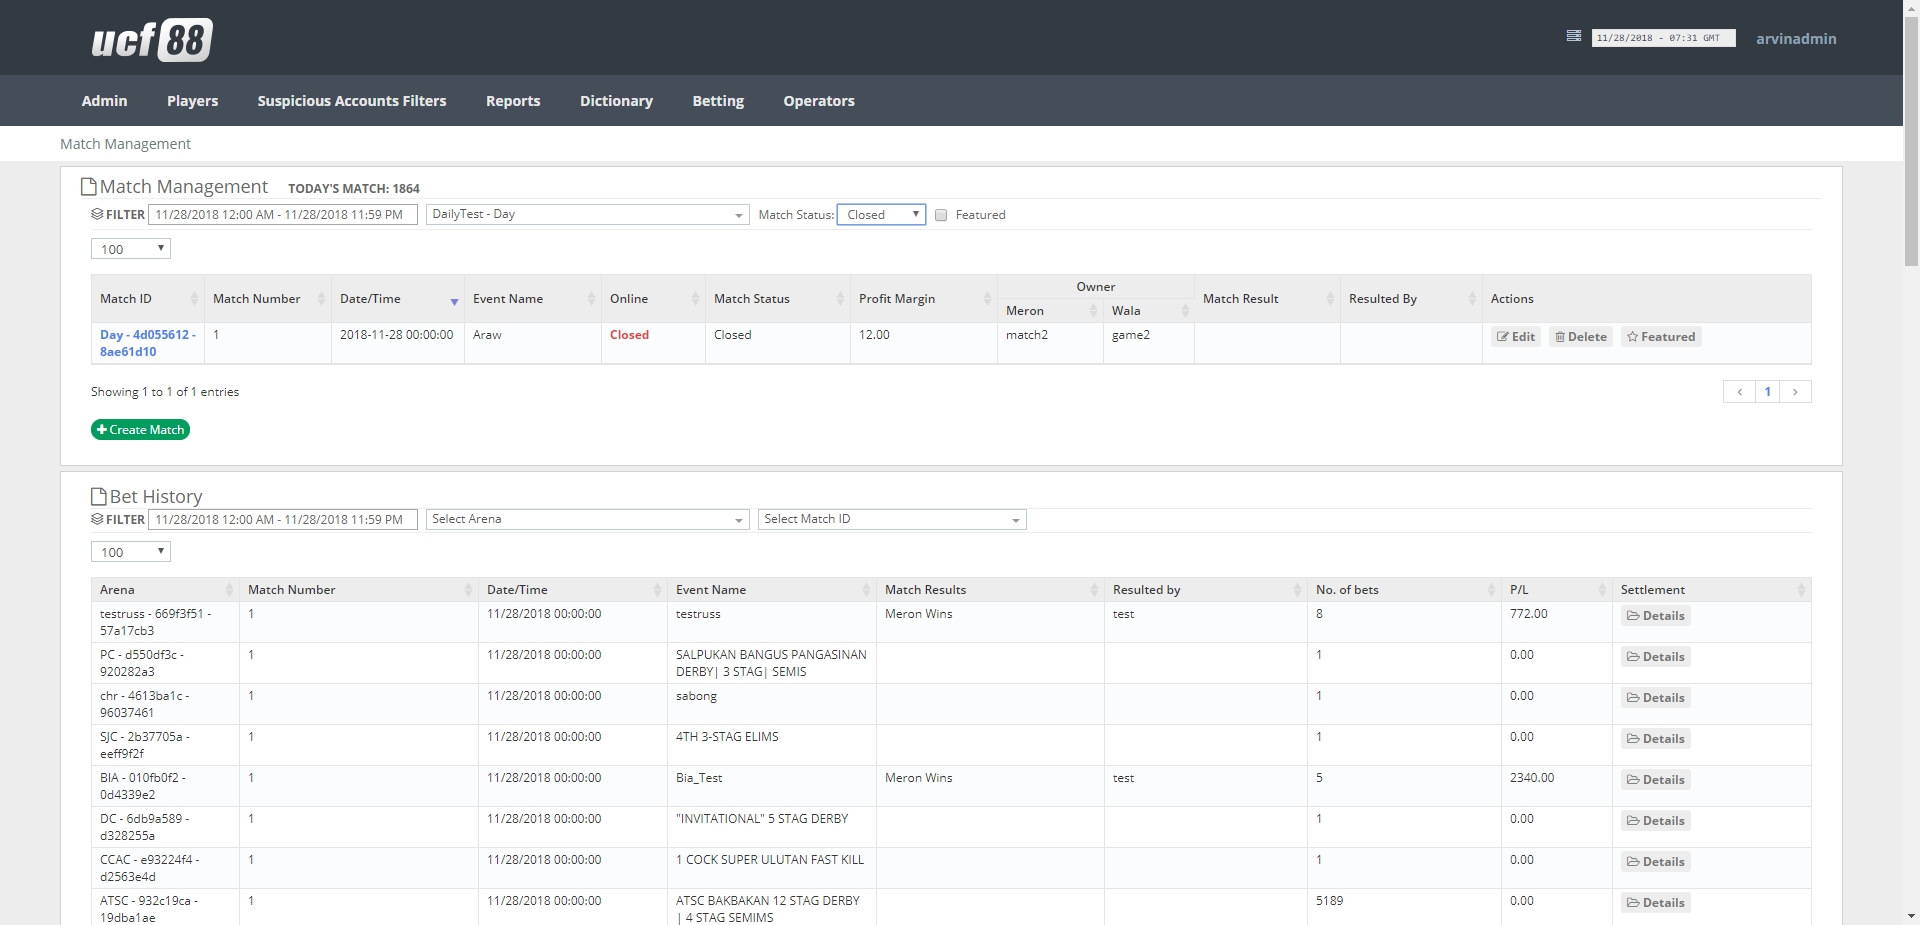 ucf 88
11/28/2018 - 07:31 GMT
arvinadmin
Admin Players Suspicious Accounts Filters Reports Dictionary Betting Operators
Match Management
Match Management TODAY'S MATCH: 1864
FILTER 11/28/2018 12:00 AM - 11/28/2018 11:59 PM DailyTest - Day Match Status: Closed Featured
100
Match ID Match Number Date/Time Event Name Online Match Status Profit Margin Owner Match Result Resulted By Actions
Meron Wala
Day - 4d055612 - 1 2018-11-28 00:00:00 Araw Closed Closed 12.00 match2 game2 Edit Delete Featured
8ae61d10
Showing 1 to 1 of 1 entries
‹ 1 ›
Create Match
Bet History
FILTER 11/28/2018 12:00 AM - 11/28/2018 11:59 PM Select Arena Select Match ID
100
Arena Match Number Date/Time Event Name Match Results Resulted by No. of bets P/L Settlement
testruss - 669f3f51 - 1 11/28/2018 00:00:00 testruss Meron Wins test 8 772.00 Details
57a17cb3
PC - d550df3c - 1 11/28/2018 00:00:00 SALPUKAN BANGUS PANGASINAN 1 0.00 Details
920282a3 DERBY| 3 STAG| SEMIS
chr - 4613ba1c - 1 11/28/2018 00:00:00 sabong 1 0.00 Details
96037461
SJC - 2b37705a - 1 11/28/2018 00:00:00 4TH 3-STAG ELIMS 1 0.00 Details
eeff9f2f
BIA - 010fb0f2 - 1 11/28/2018 00:00:00 Bia_Test Meron Wins test 5 2340.00 Details
0d4339e2
DC - 6db9a589 - 1 11/28/2018 00:00:00 "INVITATIONAL" 5 STAG DERBY 1 0.00 Details
d328255a
CCAC - e93224f4 - 1 11/28/2018 00:00:00 1 COCK SUPER ULUTAN FAST KILL 1 0.00 Details
d2563e4d
ATSC - 932c19ca - 1 11/28/2018 00:00:00 ATSC BAKBAKAN 12 STAG DERBY 5189 0.00 Details
19dba1ae | 4 STAG SEMIMS